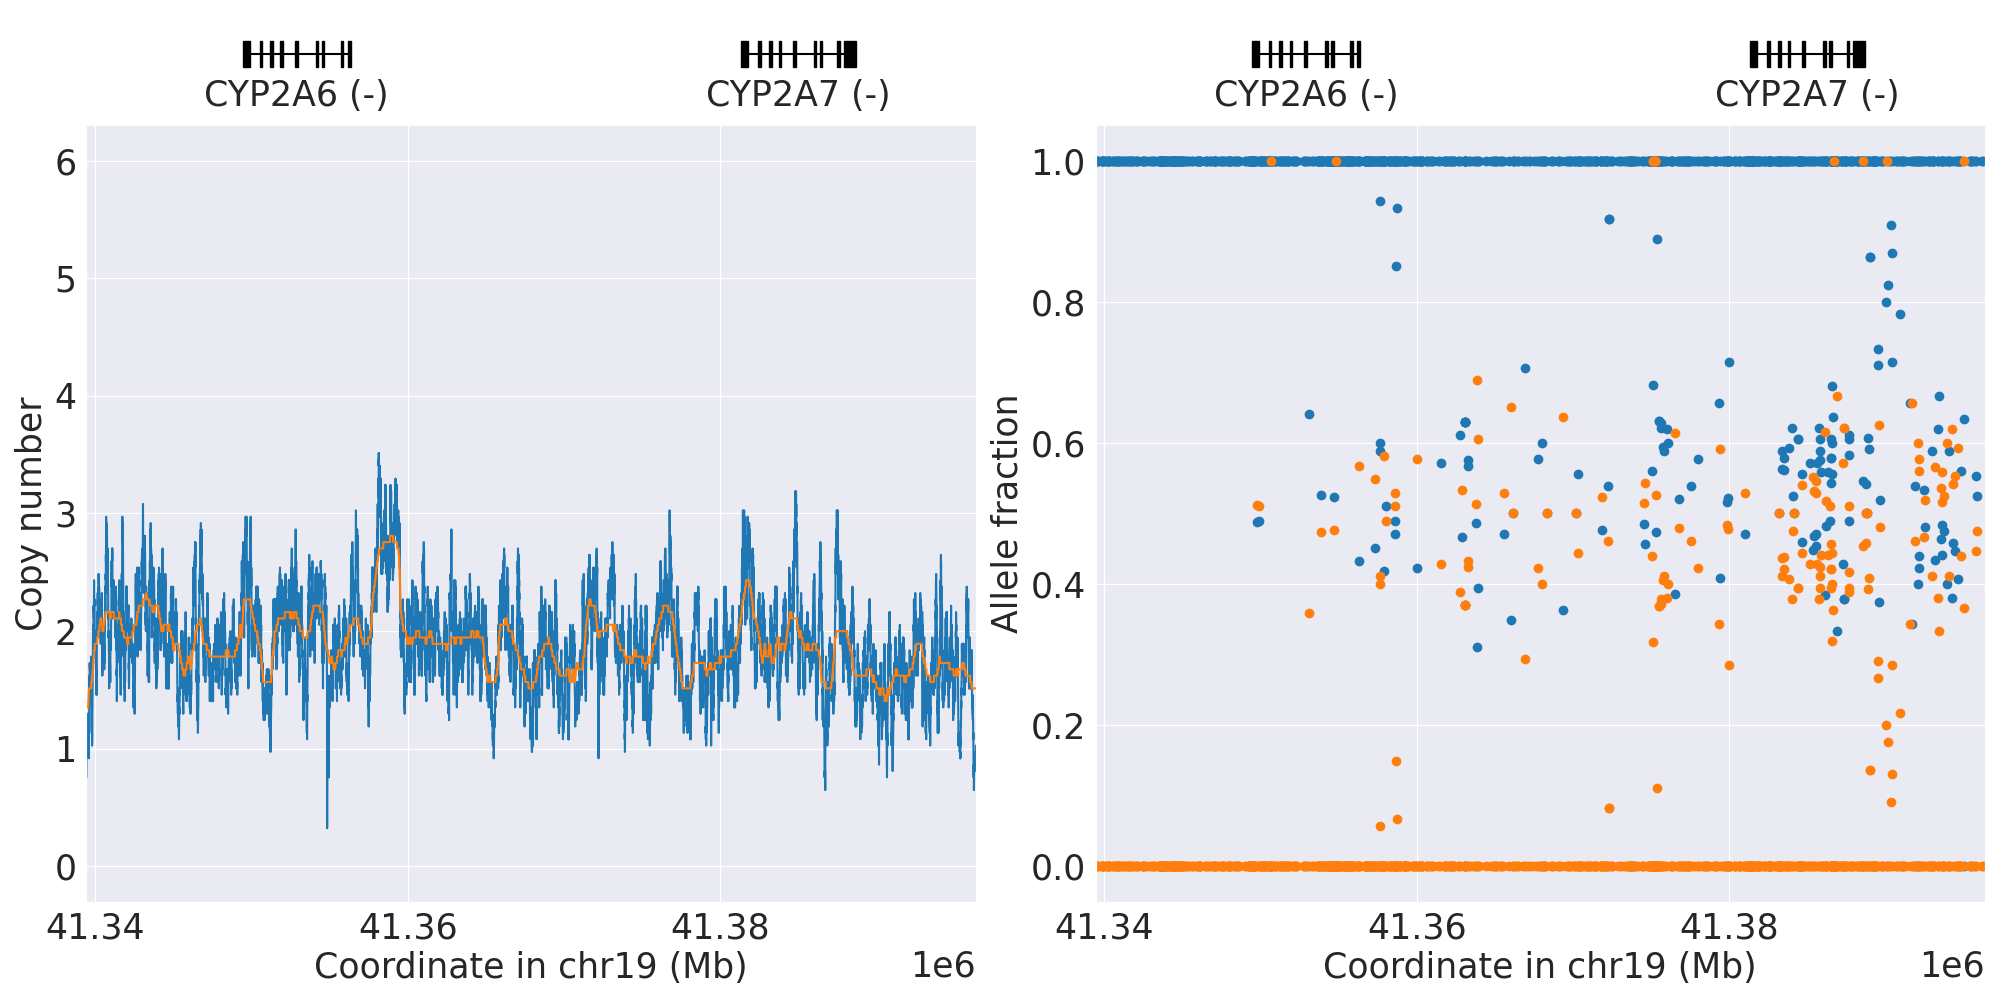 CYP2A6 (-)
CYP2A7 (-)
6
5
4
3
2
1
0
Copy number
41.34
41.36
41.38
Coordinate in chr19 (Mb)
1e6
CYP2A6 (-)
CYP2A7 (-)
1.0
0.8
0.6
0.4
0.2
0.0
Allele fraction
41.34
41.36
41.38
Coordinate in chr19 (Mb)
1e6